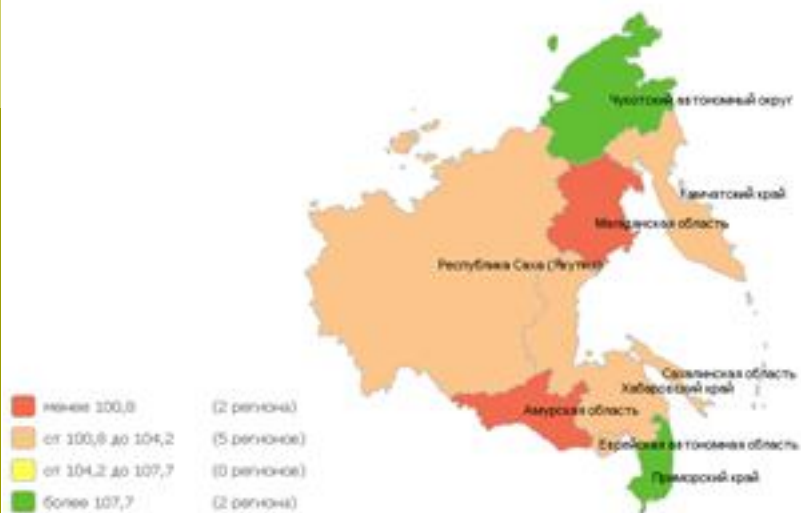 Чукотский автономный округ
Камчатский край
Магаданская область
Республика Саха (Якутия)
Сахалинская область
Хабаровский край
Амурская область
Еврейская автономная область
Приморский край
менее 100,8 (2 региона)
от 100,8 до 104,2 (5 регионов)
от 104,2 до 107,7 (0 регионов)
более 107,7 (2 региона)